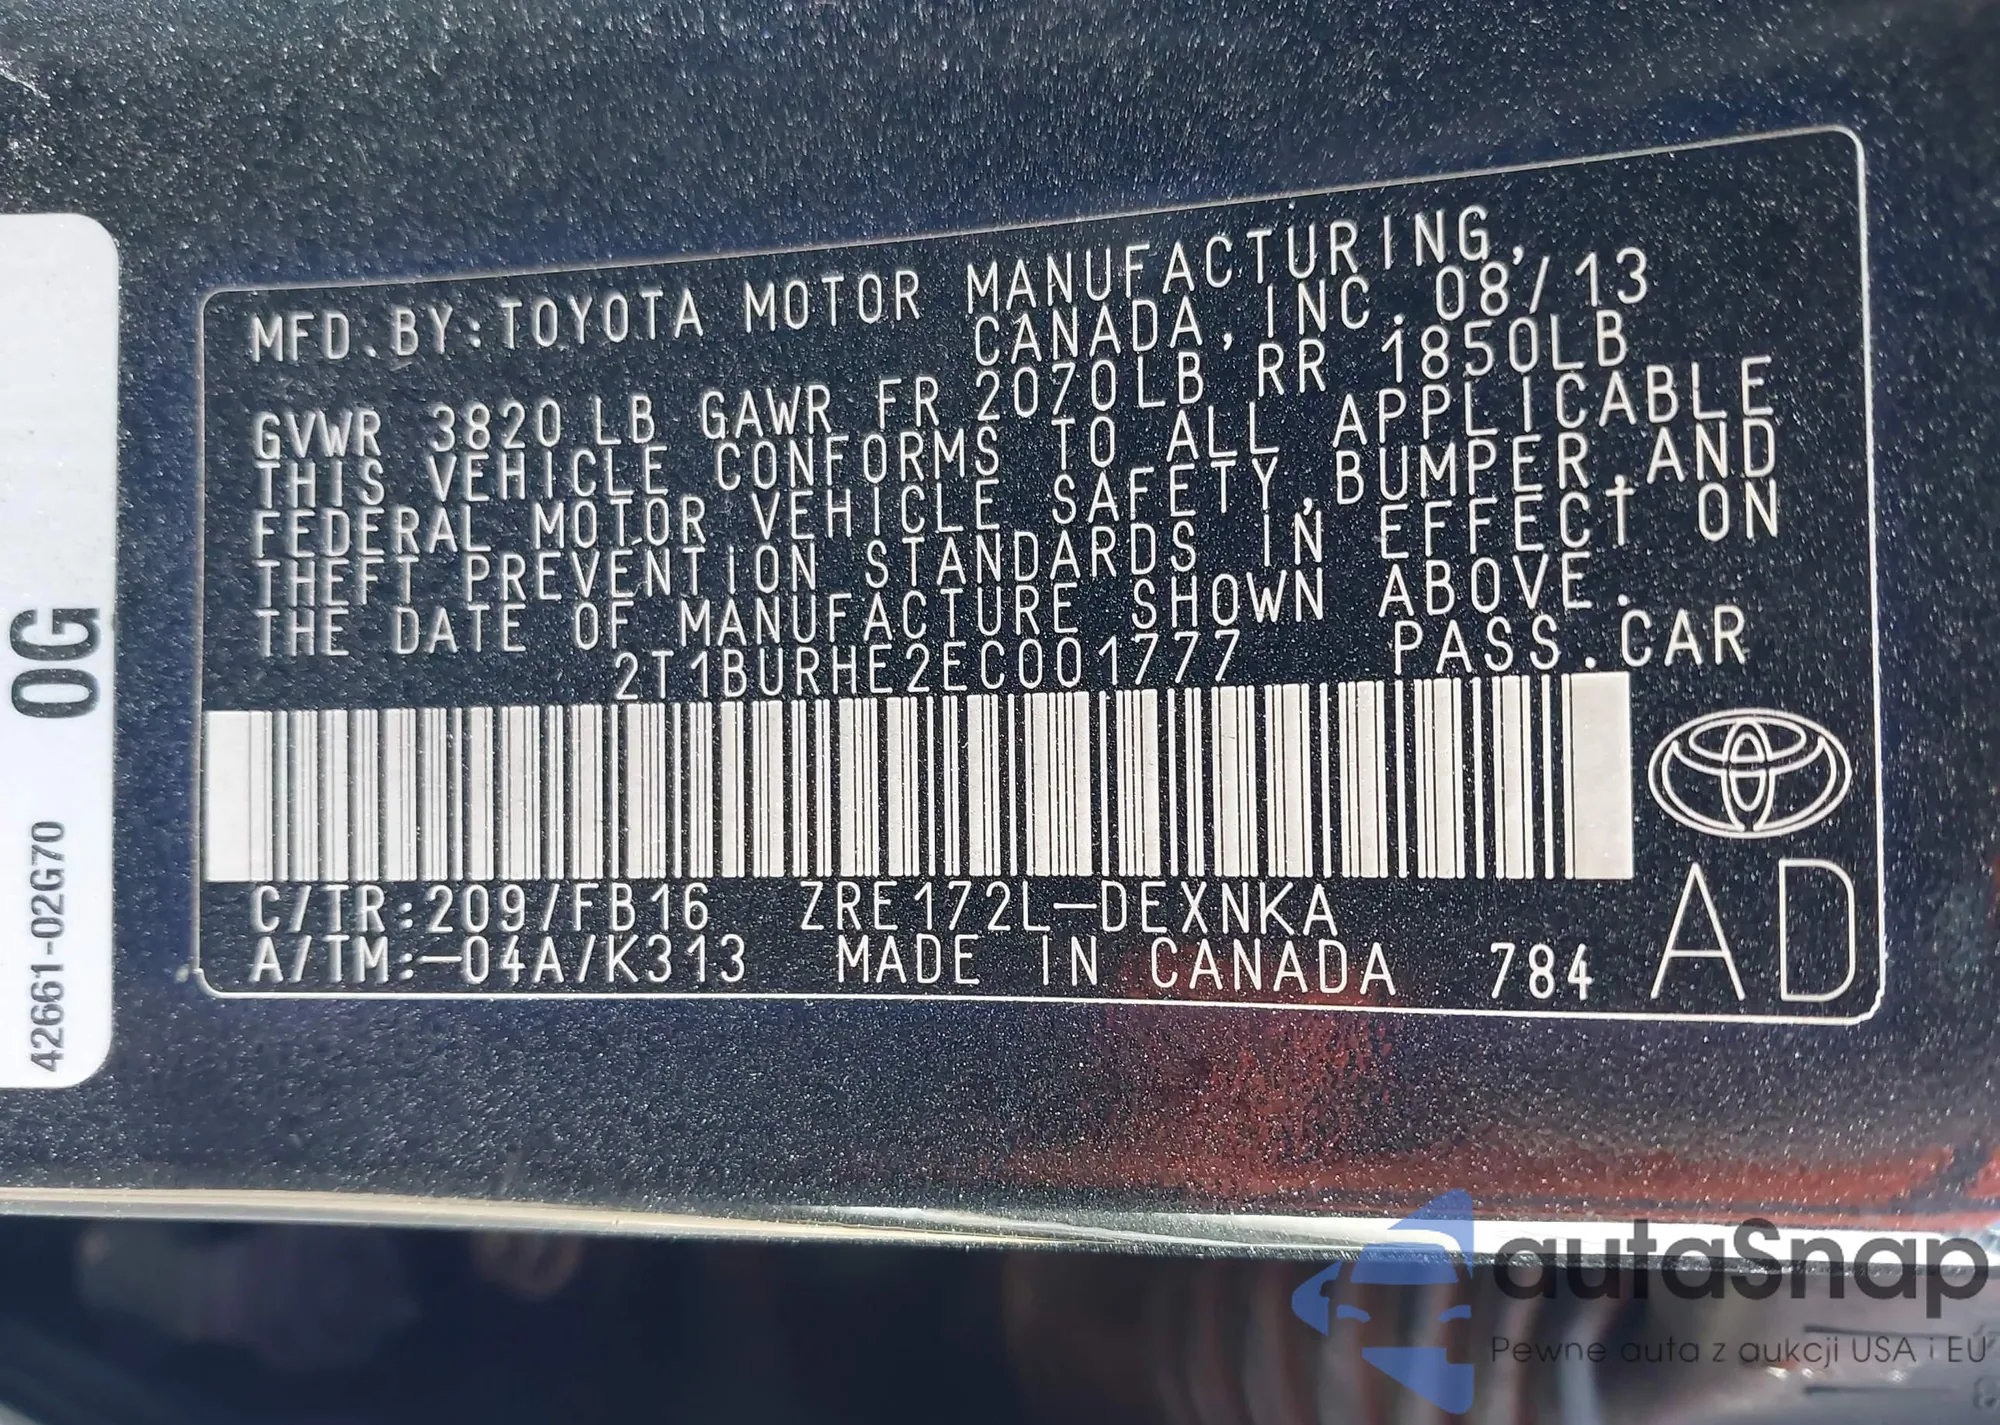 MFD.BY:TOYOTA MOTOR MANUFACTURING,
CANADA,INC.08/13
GVWR 3820 LB GAWR FR 2070LB RR 1850LB
THIS VEHICLE CONFORMS TO ALL APPLICABLE
FEDERAL MOTOR VEHICLE SAFETY,BUMPER,AND
THEFT PREVENTION STANDARDS IN EFFECT ON
THE DATE OF MANUFACTURE SHOWN ABOVE.
2T1BURHE2EC001777 PASS.CAR
C/TR:209/FB16 ZRE172L-DEXNKA
A/TM:-04A/K313 MADE IN CANADA 784
AD
0G
42661-02G70
autaSnap
Pewne auta z aukcji USA i EU